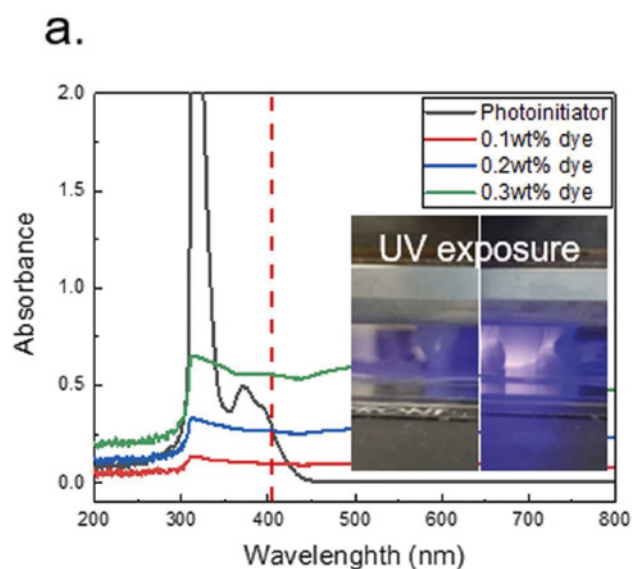 a.
2.0
1.5
1.0
0.5
0.0
Absorbance
Photoinitiator
0.1wt% dye
0.2wt% dye
0.3wt% dye
UV exposure
200 300 400 500 600 700 800
Wavelenghth (nm)